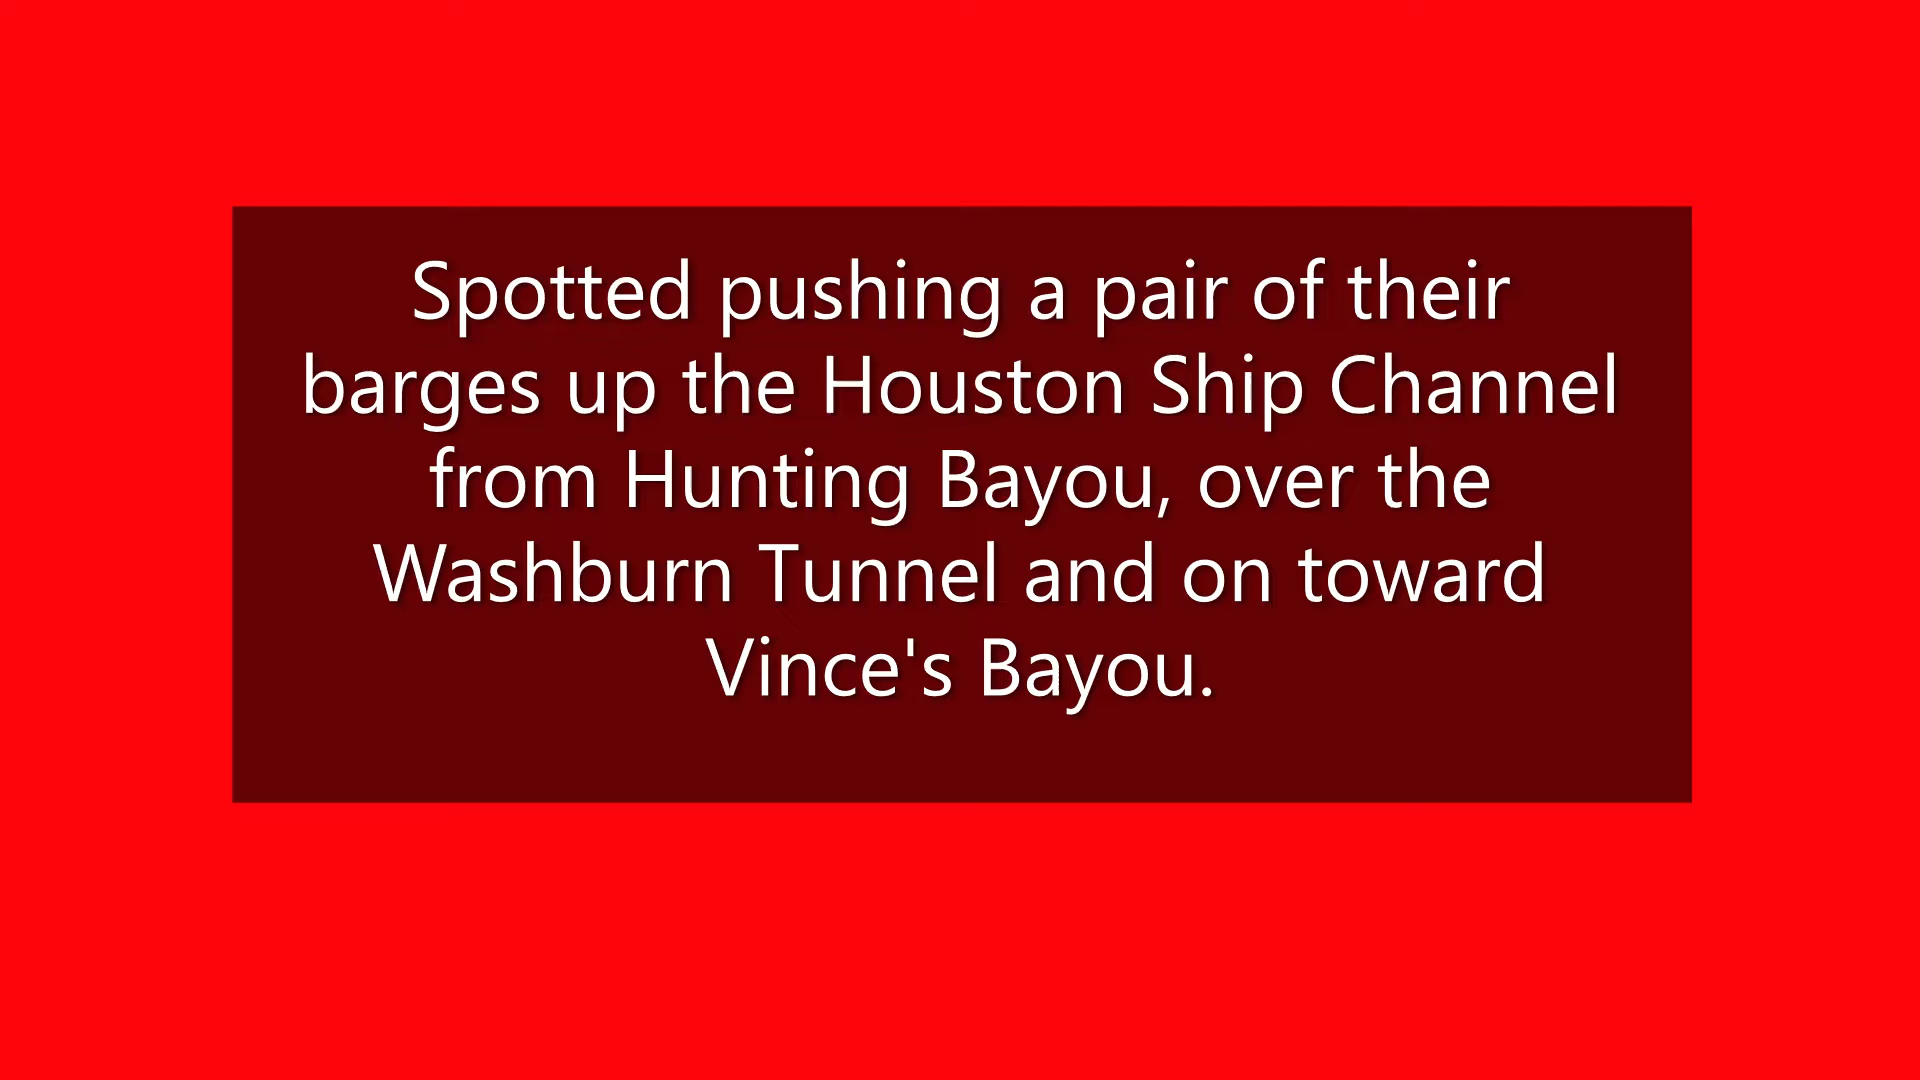 Spotted pushing a pair of their
barges up the Houston Ship Channel
from Hunting Bayou, over the
Washburn Tunnel and on toward
Vince's Bayou.